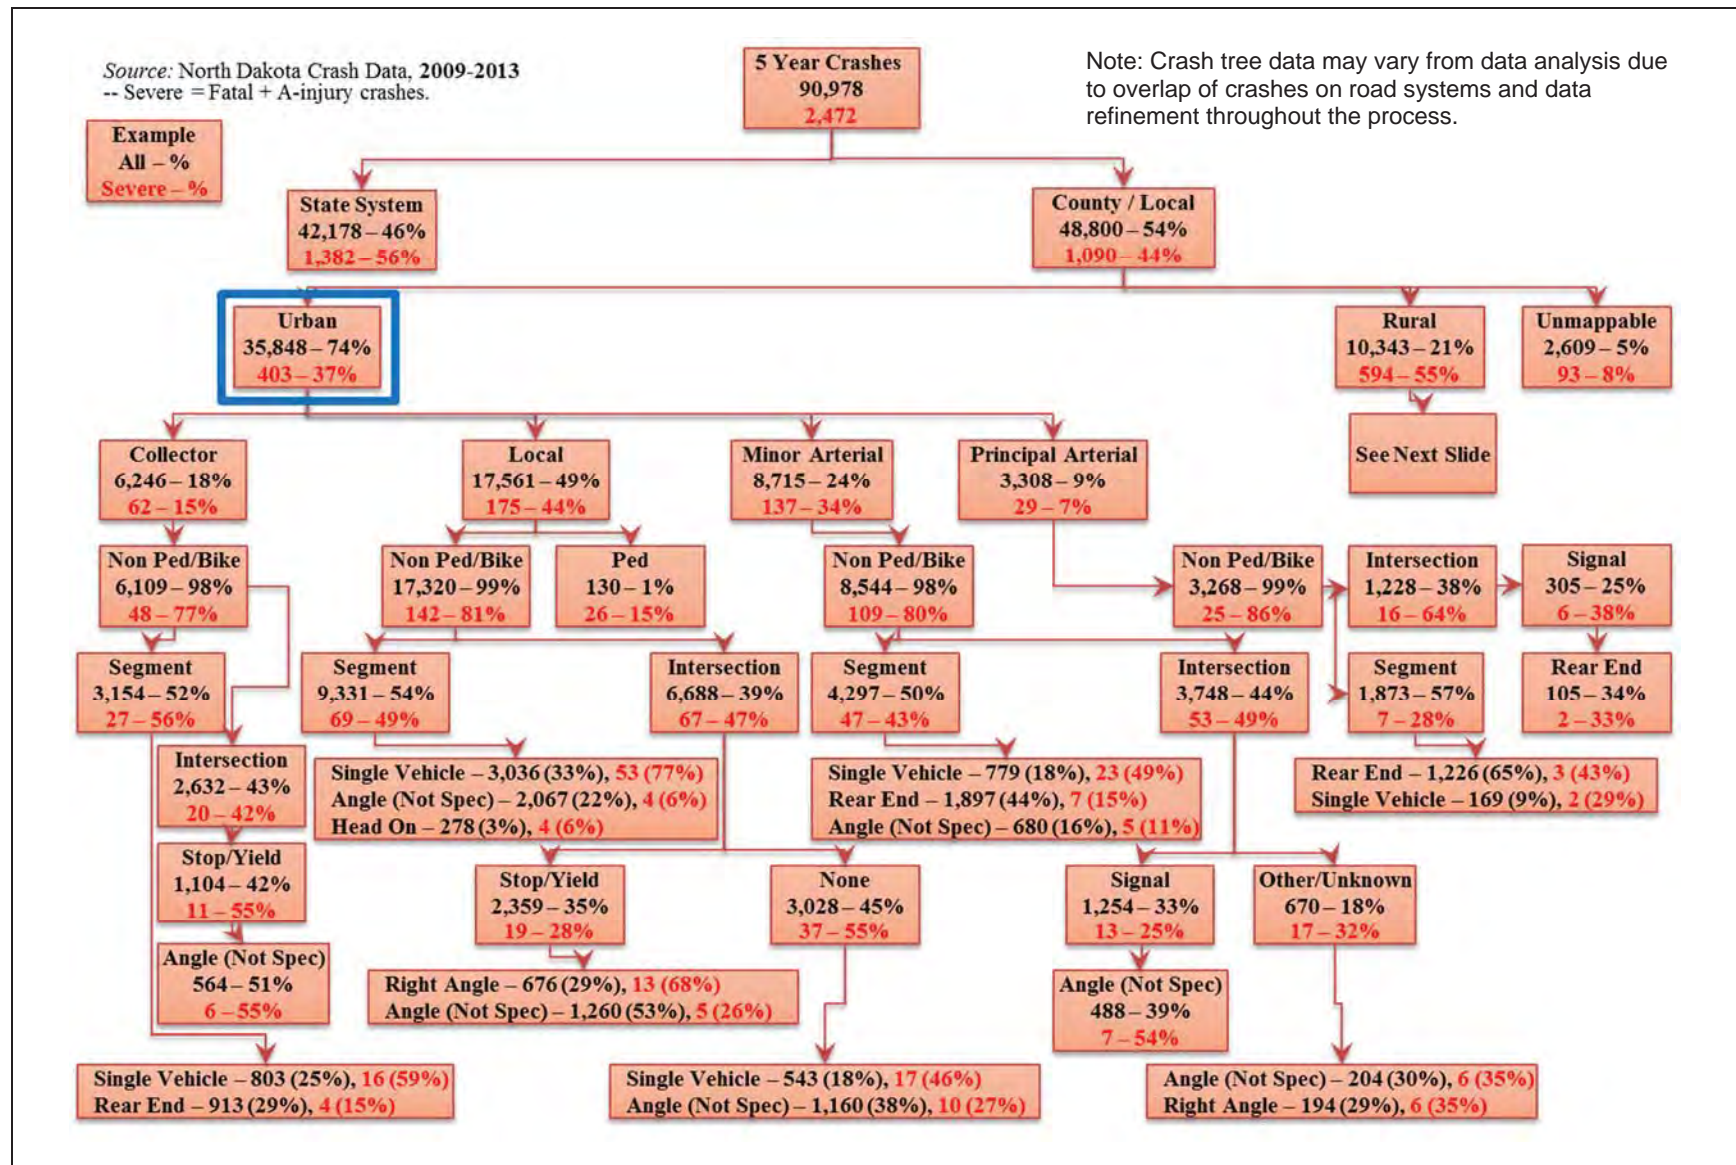 Source: North Dakota Crash Data, 2009-2013
-- Severe = Fatal + A-injury crashes.
Example
All – %
Severe – %
5 Year Crashes
90,978
2,472
Note: Crash tree data may vary from data analysis due
to overlap of crashes on road systems and data
refinement throughout the process.
State System
42,178 – 46%
1,382 – 56%
County / Local
48,800 – 54%
1,090 – 44%
Urban
35,848 – 74%
403 – 37%
Rural
10,343 – 21%
594 – 55%
Unmappable
2,609 – 5%
93 – 8%
Collector
6,246 – 18%
62 – 15%
Local
17,561 – 49%
175 – 44%
Minor Arterial
8,715 – 24%
137 – 34%
Principal Arterial
3,308 – 9%
29 – 7%
See Next Slide
Non Ped/Bike
6,109 – 98%
48 – 77%
Non Ped/Bike
17,320 – 99%
142 – 81%
Ped
130 – 1%
26 – 15%
Non Ped/Bike
8,544 – 98%
109 – 80%
Non Ped/Bike
3,268 – 99%
25 – 86%
Intersection
1,228 – 38%
16 – 64%
Signal
305 – 25%
6 – 38%
Segment
3,154 – 52%
27 – 56%
Segment
9,331 – 54%
69 – 49%
Intersection
6,688 – 39%
67 – 47%
Segment
4,297 – 50%
47 – 43%
Intersection
3,748 – 44%
53 – 49%
Segment
1,873 – 57%
7 – 28%
Rear End
105 – 34%
2 – 33%
Intersection
2,632 – 43%
20 – 42%
Single Vehicle – 3,036 (33%), 53 (77%)
Angle (Not Spec) – 2,067 (22%), 4 (6%)
Head On – 278 (3%), 4 (6%)
Single Vehicle – 779 (18%), 23 (49%)
Rear End – 1,897 (44%), 7 (15%)
Angle (Not Spec) – 680 (16%), 5 (11%)
Rear End – 1,226 (65%), 3 (43%)
Single Vehicle – 169 (9%), 2 (29%)
Stop/Yield
1,104 – 42%
11 – 55%
Stop/Yield
2,359 – 35%
19 – 28%
None
3,028 – 45%
37 – 55%
Signal
1,254 – 33%
13 – 25%
Other/Unknown
670 – 18%
17 – 32%
Angle (Not Spec)
564 – 51%
6 – 55%
Right Angle – 676 (29%), 13 (68%)
Angle (Not Spec) – 1,260 (53%), 5 (26%)
Angle (Not Spec)
488 – 39%
7 – 54%
Single Vehicle – 803 (25%), 16 (59%)
Rear End – 913 (29%), 4 (15%)
Single Vehicle – 543 (18%), 17 (46%)
Angle (Not Spec) – 1,160 (38%), 10 (27%)
Angle (Not Spec) – 204 (30%), 6 (35%)
Right Angle – 194 (29%), 6 (35%)